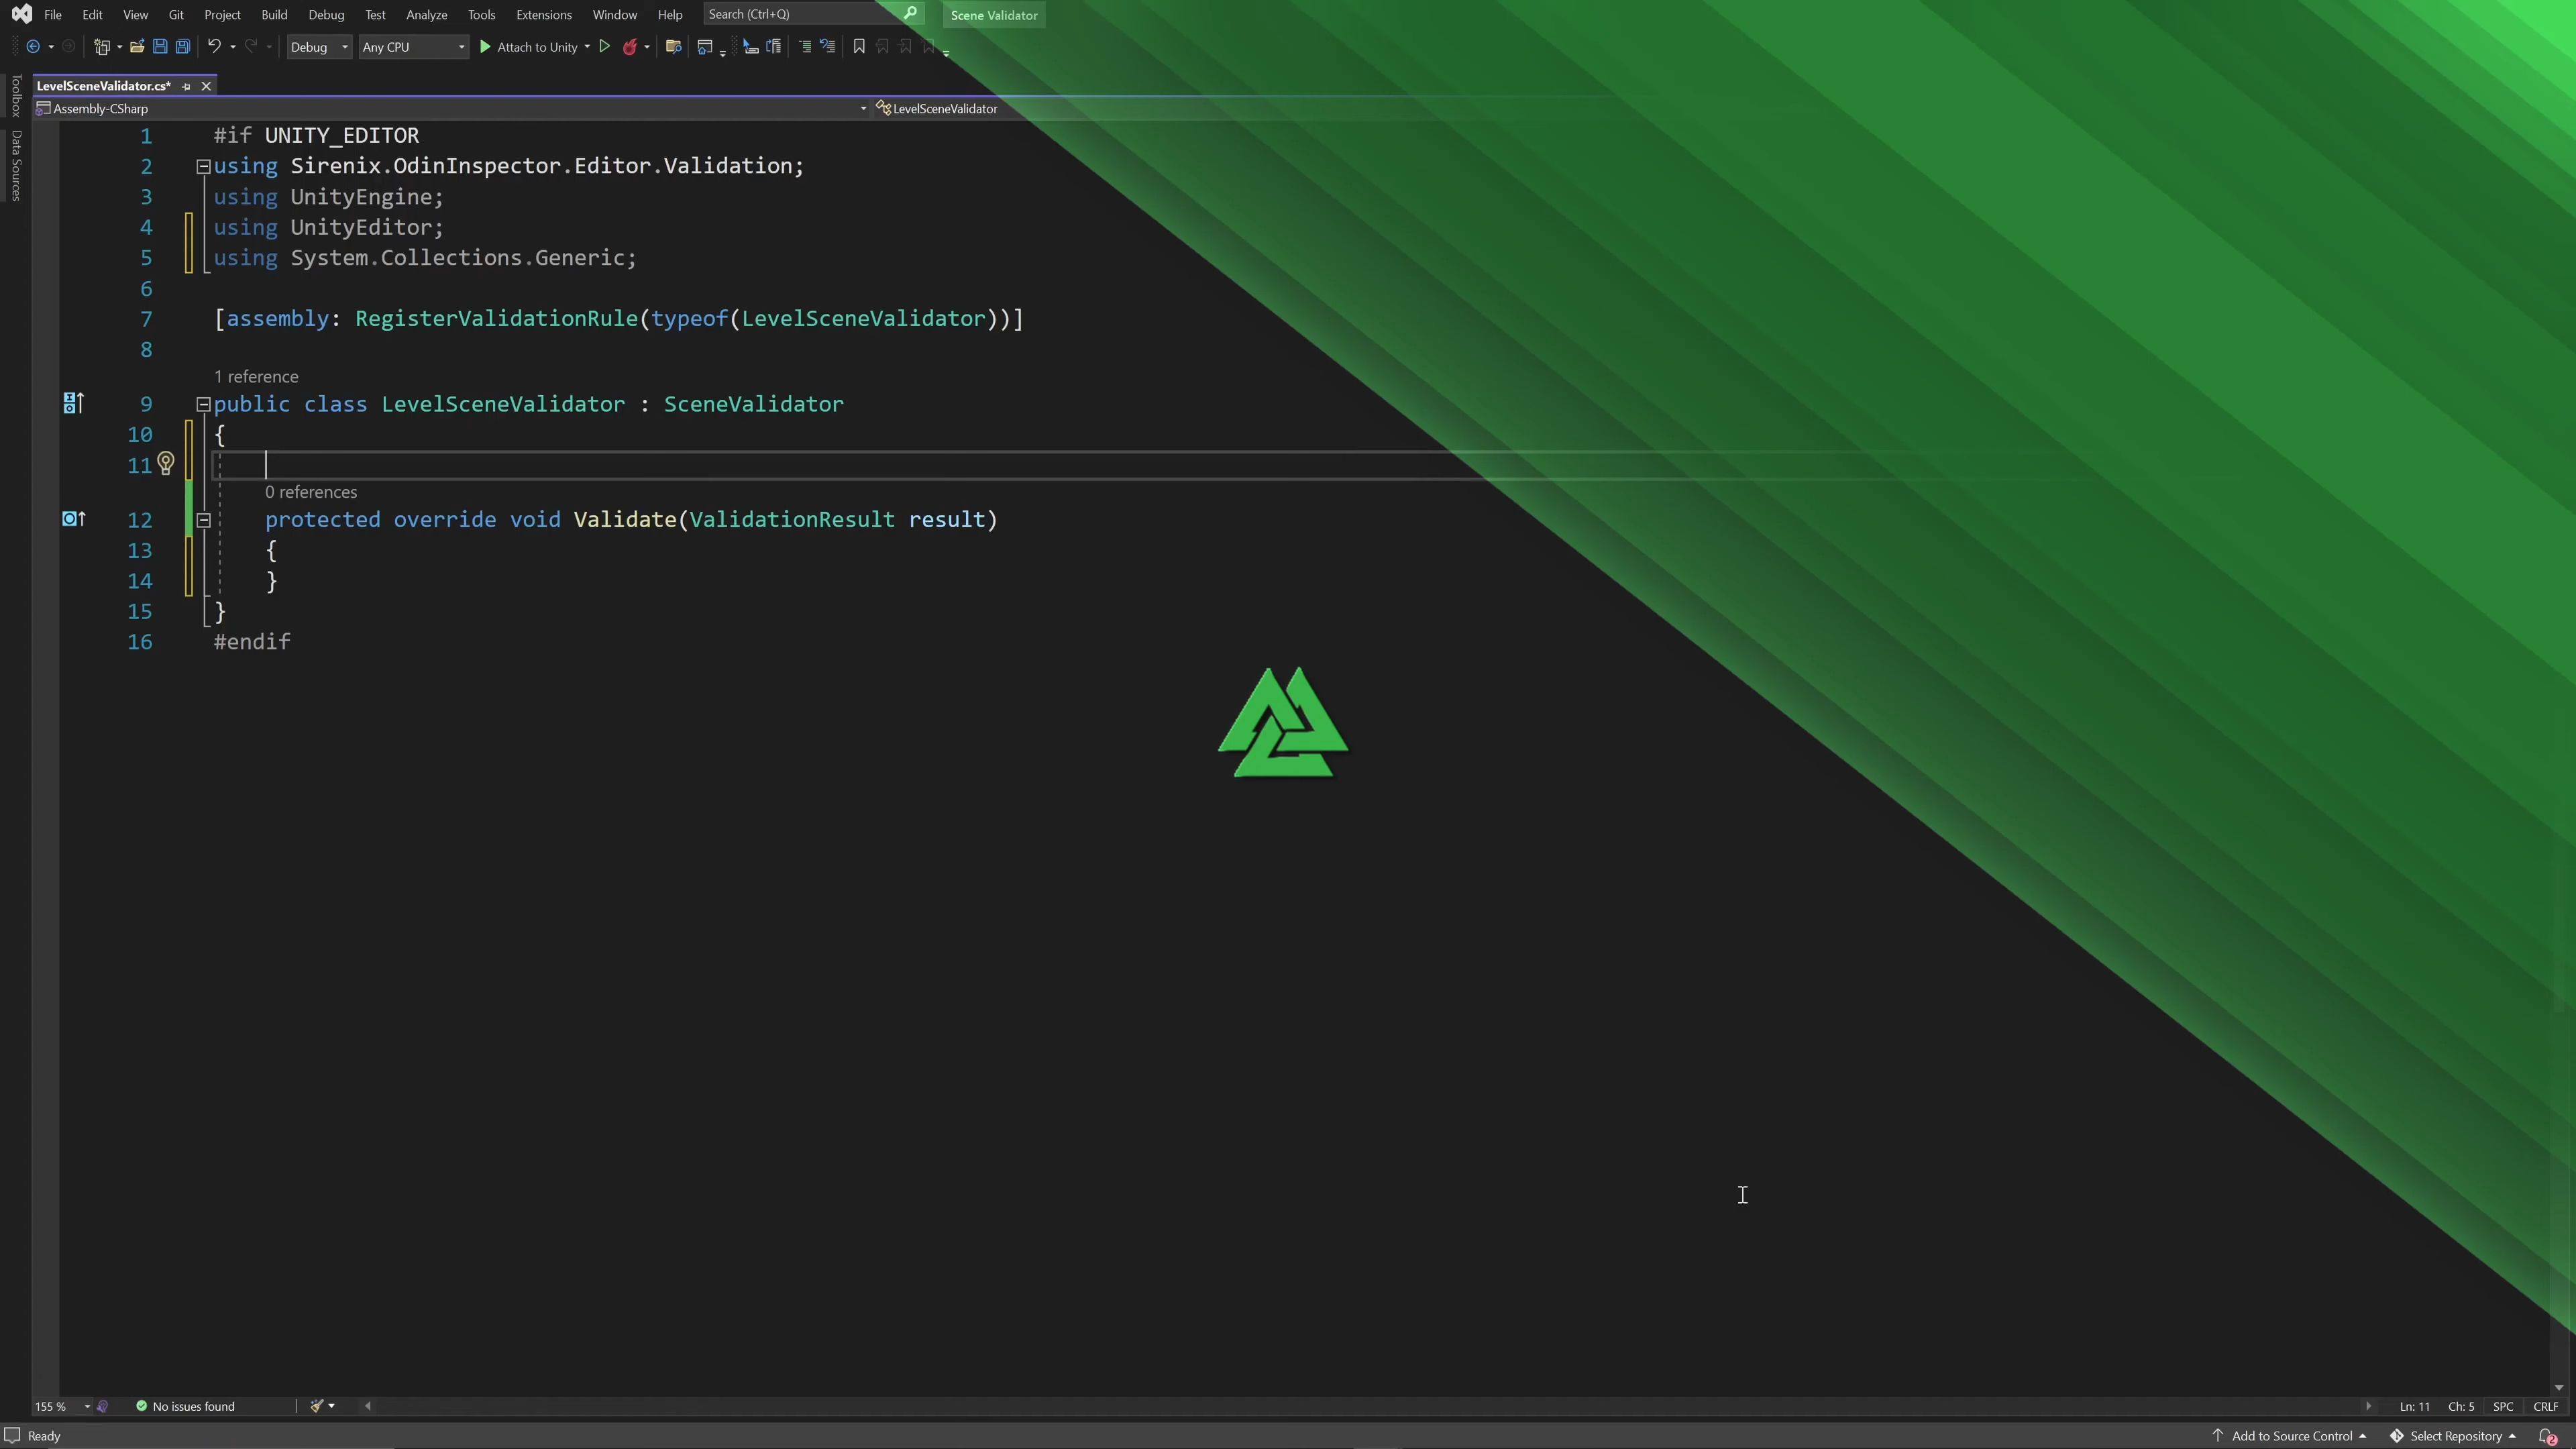 File Edit View Git Project Build Debug Test Analyze Tools Extensions Window Help Search (Ctrl+Q) Scene Validator
Debug Any CPU Attach to Unity
Toolbox
Data Sources
LevelSceneValidator.cs*
Assembly-CSharp LevelSceneValidator
1 #if UNITY_EDITOR
2 using Sirenix.OdinInspector.Editor.Validation;
3 using UnityEngine;
4 using UnityEditor;
5 using System.Collections.Generic;
6
7 [assembly: RegisterValidationRule(typeof(LevelSceneValidator))]
8
1 reference
9 public class LevelSceneValidator : SceneValidator
10 {
11
0 references
12 protected override void Validate(ValidationResult result)
13 {
14 }
15 }
16 #endif
155 % No issues found Ln: 11 Ch: 5 SPC CRLF
Ready Add to Source Control Select Repository 2